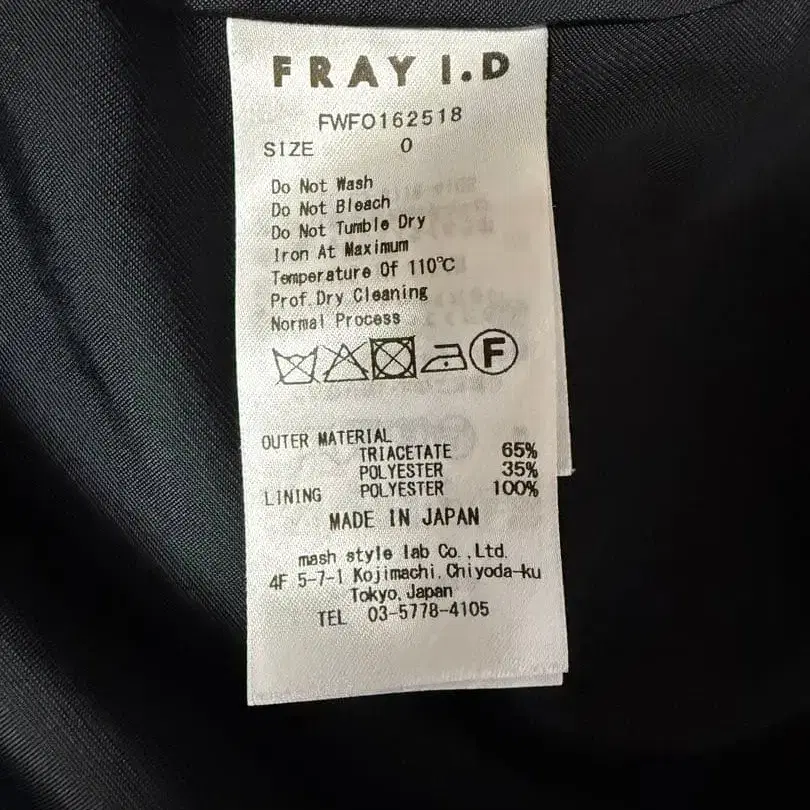 FRAY I.D
FWFO162518
SIZE 0
Do Not Wash
Do Not Bleach
Do Not Tumble Dry
Iron At Maximum
Temperature Of 110℃
Prof.Dry Cleaning
Normal Process
F
OUTER MATERIAL
TRIACETATE 65%
POLYESTER 35%
LINING POLYESTER 100%
MADE IN JAPAN
mash style lab Co.,Ltd.
4F 5-7-1 Kojimachi.Chiyoda-ku
Tokyo.Japan
TEL 03-5778-4105